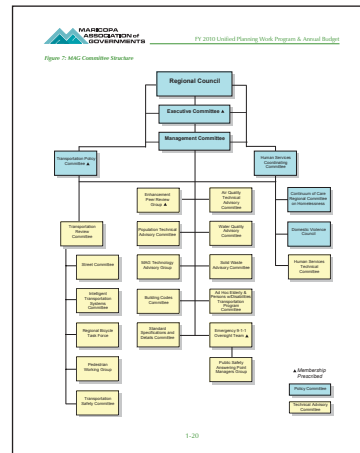 MARICOPA
ASSOCIATION of
GOVERNMENTS
FY 2010 Unified Planning Work Program & Annual Budget
Figure 7: MAG Committee Structure
Regional Council
Executive Committee ▲
Management Committee
Transportation Policy
Committee ▲
Human Services
Coordinating
Committee
Enhancement
Peer Review
Group ▲
Air Quality
Technical
Advisory
Committee
Continuum of Care
Regional Committee
on Homelessness
Transportation
Review
Committee
Population Technical
Advisory Committee
Water Quality
Advisory
Committee
Domestic Violence
Council
Street Committee
MAG Technology
Advisory Group
Solid Waste
Advisory Committee
Human Services
Technical
Committee
Intelligent
Transportation
Systems Committee
Building Codes
Committee
Ad Hoc Elderly &
Persons w/Disabilities
Transportation
Program
Committee
Regional Bicycle
Task Force
Standard
Specifications and
Details Committee
Emergency 9-1-1
Oversight Team ▲
Pedestrian
Working Group
Public Safety
Answering Point
Managers Group
Transportation
Safety Committee
▲Membership
Prescribed
Policy Committee
Technical Advisory
Committee
1-20